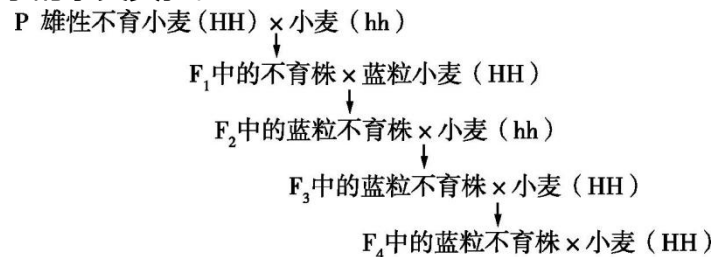 P 雄性不育小麦(HH)×小麦(hh)
F₁中的不育株×蓝粒小麦(HH)
F₂中的蓝粒不育株×小麦(hh)
F₃中的蓝粒不育株×小麦(HH)
F₄中的蓝粒不育株×小麦(HH)